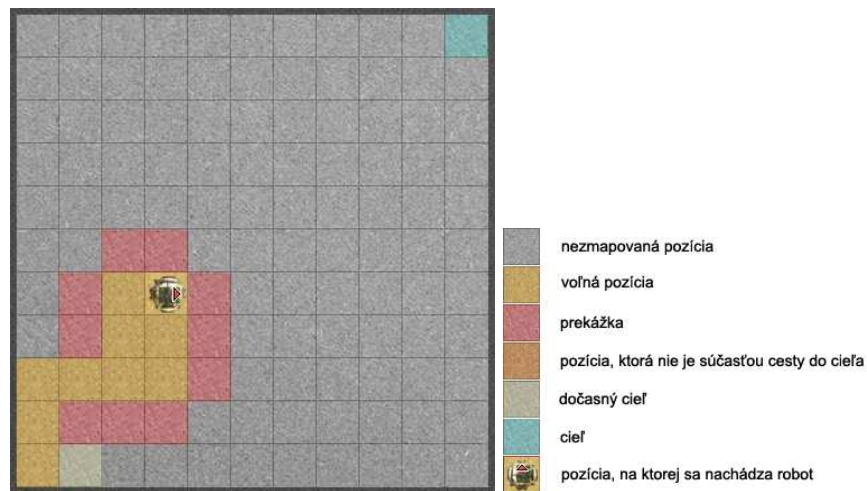 nezmapovaná pozícia
voľná pozícia
prekážka
pozícia, ktorá nie je súčasťou cesty do cieľa
dočasný cieľ
cieľ
pozícia, na ktorej sa nachádza robot